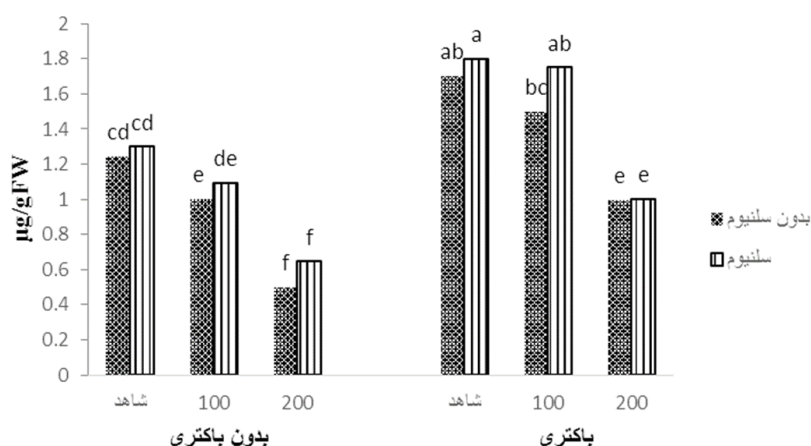 2
1.8
1.6
1.4
1.2
1
0.8
0.6
0.4
0.2
0
µg/gFW
cd cd e de f f ab a bc ab e e
شاهد 100 200 شاهد 100 200
بدون باکتری باکتری
بدون سلنیوم
سلنیوم